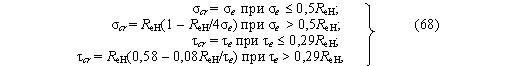 σcr = σe при σe ≤ 0,5ReH;
σcr = ReH(1 – ReH/4σe) при σe > 0,5ReH; (68)
τcr = τe при τe ≤ 0,29ReH;
τcr = ReH(0,58 – 0,08ReH/τe) при τe > 0,29ReH,